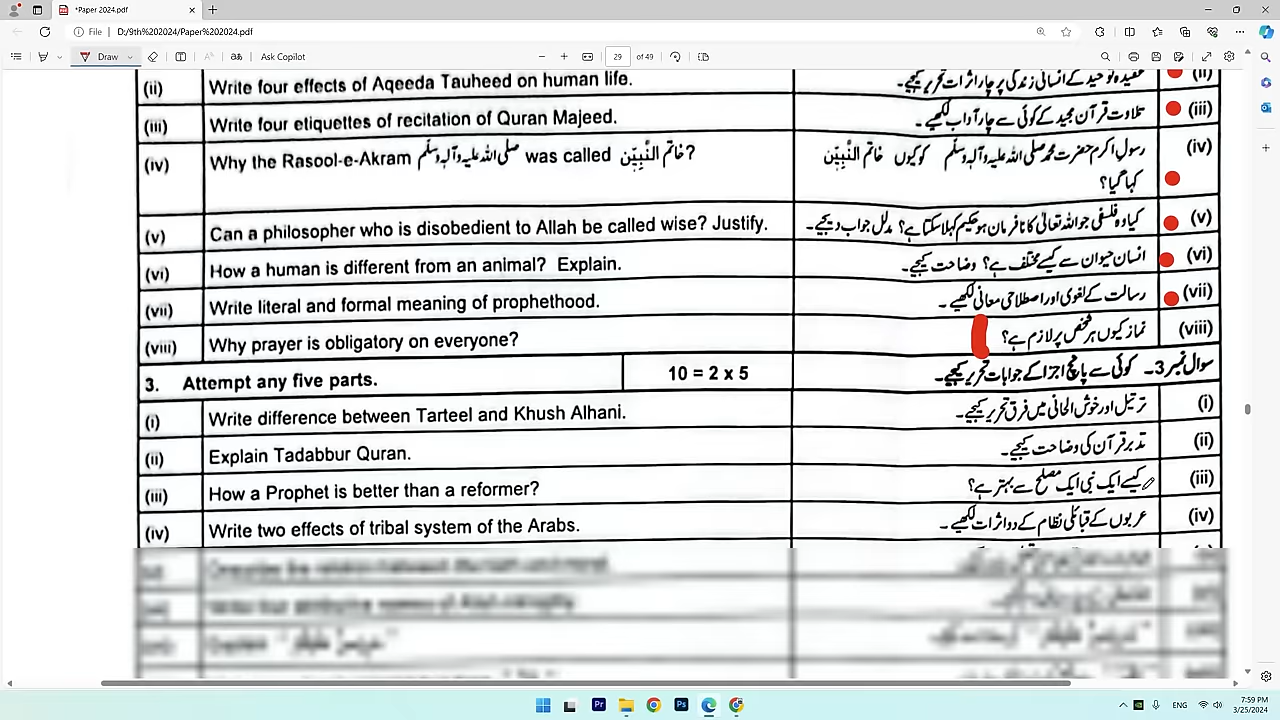 *Paper 2024.pdf
File D:/9th%202024/Paper%202024.pdf
Draw Ask Copilot 29 of 49
(ii) Write four effects of Aqeeda Tauheed on human life. عقیدہ توحید کے انسانی زندگی پر چار اثرات تحریر کیجیے۔ (ii)
(iii) Write four etiquettes of recitation of Quran Majeed. تلاوت قرآن مجید کے کوئی سے چار آداب لکھیے۔ (iii)
(iv) Why the Rasool-e-Akram صلی اللہ علیہ وآلہ وسلم was called خَاتَم النَّبِیّٖن? رسول اکرم حضرت محمد صلی اللہ علیہ وآلہ وسلم کو کیوں خَاتَم النَّبِیّٖن (iv)
کہا گیا؟
(v) Can a philosopher who is disobedient to Allah be called wise? Justify. کیا وہ فلسفی جو اللہ تعالیٰ کا نافرمان ہو حکیم کہلا سکتا ہے؟ مدلل جواب دیجیے۔ (v)
(vi) How a human is different from an animal? Explain. انسان حیوان سے کیسے مختلف ہے؟ وضاحت کیجیے۔ (vi)
(vii) Write literal and formal meaning of prophethood. رسالت کے لغوی اور اصطلاحی معانی لکھیے۔ (vii)
(viii) Why prayer is obligatory on everyone? نماز کیوں ہر شخص پر لازم ہے؟ (viii)
3. Attempt any five parts. 10 = 2 x 5 سوال نمبر 3۔ کوئی سے پانچ اجزا کے جوابات تحریر کیجیے۔
(i) Write difference between Tarteel and Khush Alhani. ترتیل اور خوش الحانی میں فرق تحریر کیجیے۔ (i)
(ii) Explain Tadabbur Quran. تدبر قرآن کی وضاحت کیجیے۔ (ii)
(iii) How a Prophet is better than a reformer? کیسے ایک نبی ایک مصلح سے بہتر ہے؟ (iii)
(iv) Write two effects of tribal system of the Arabs. عربوں کے قبائلی نظام کے دو اثرات لکھیے۔ (iv)
ENG 7:59 PM
3/25/2024